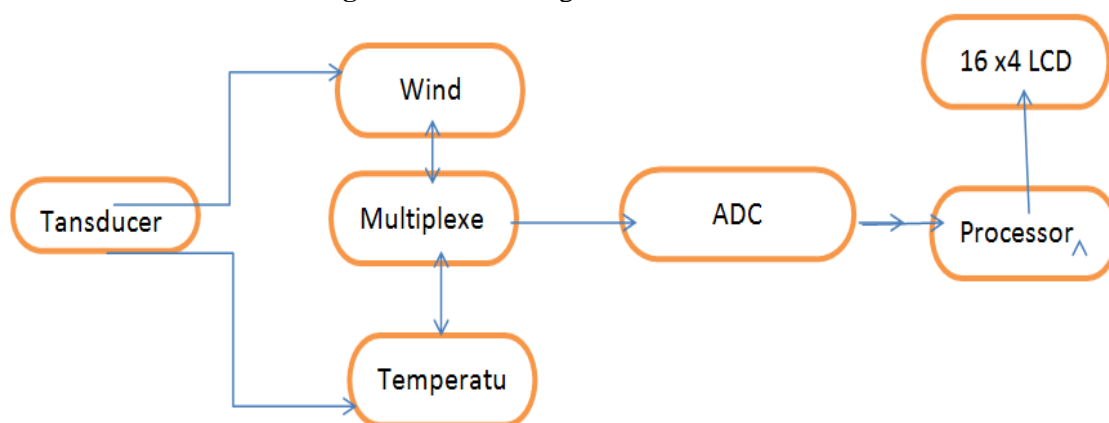 Wind
16 x4 LCD
Tansducer
Multiplexe
ADC
Processor
Temperatu